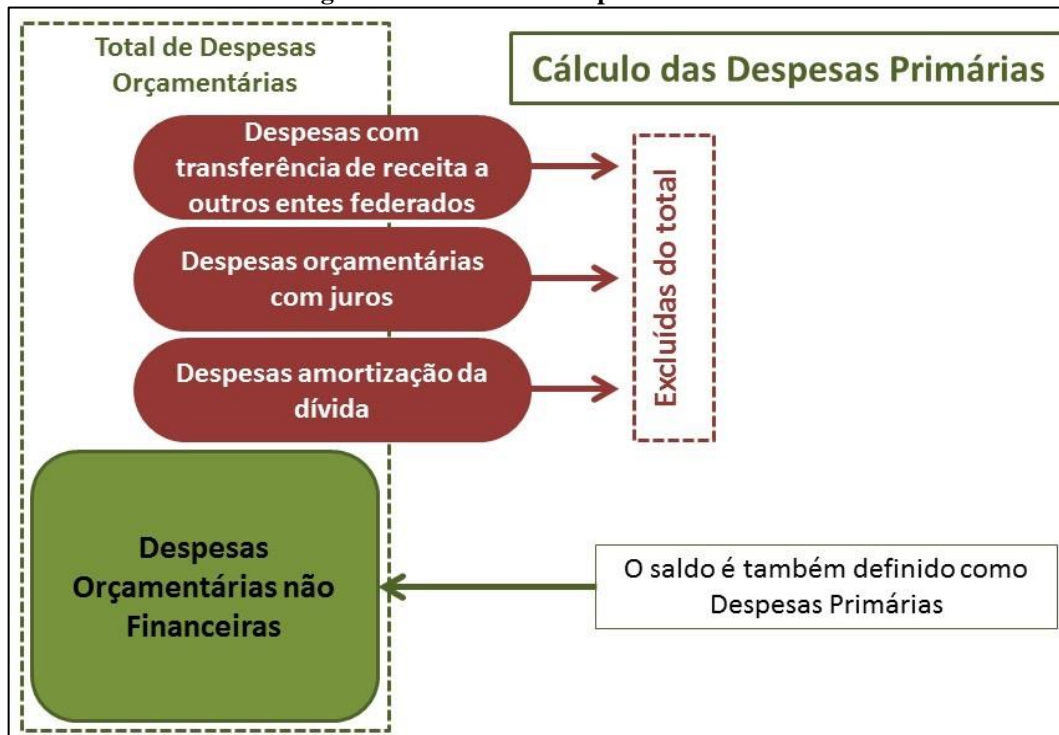 Total de Despesas
Orçamentárias
Cálculo das Despesas Primárias
Despesas com
transferência de receita a
outros entes federados
Despesas orçamentárias
com juros
Despesas amortização da
dívida
Excluídas do total
Despesas
Orçamentárias não
Financeiras
O saldo é também definido como
Despesas Primárias